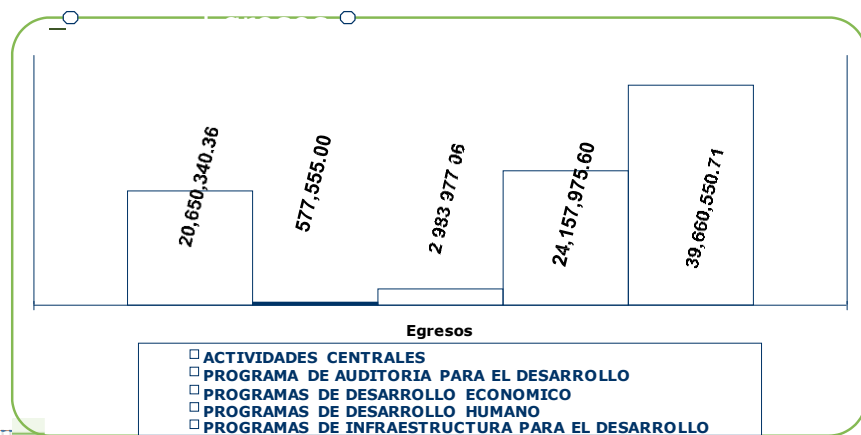 20,650,340.36
577,555.00
2 983 977 06
24,157,975.60
39,660,550.71
Egresos
ACTIVIDADES CENTRALES
PROGRAMA DE AUDITORIA PARA EL DESARROLLO
PROGRAMAS DE DESARROLLO ECONOMICO
PROGRAMAS DE DESARROLLO HUMANO
PROGRAMAS DE INFRAESTRUCTURA PARA EL DESARROLLO